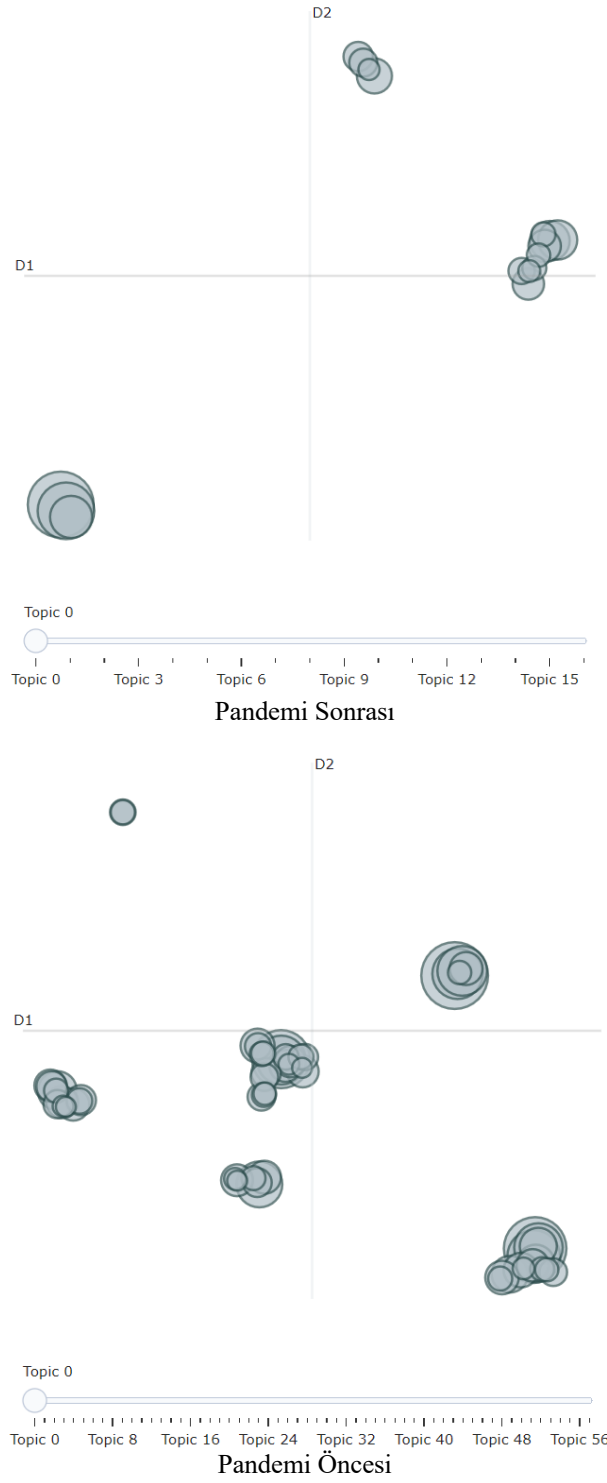 D2
D1
Topic 0
Topic 0 Topic 3 Topic 6 Topic 9 Topic 12 Topic 15
Pandemi Sonrası
D2
D1
Topic 0
Topic 0 Topic 8 Topic 16 Topic 24 Topic 32 Topic 40 Topic 48 Topic 56
Pandemi Öncesi